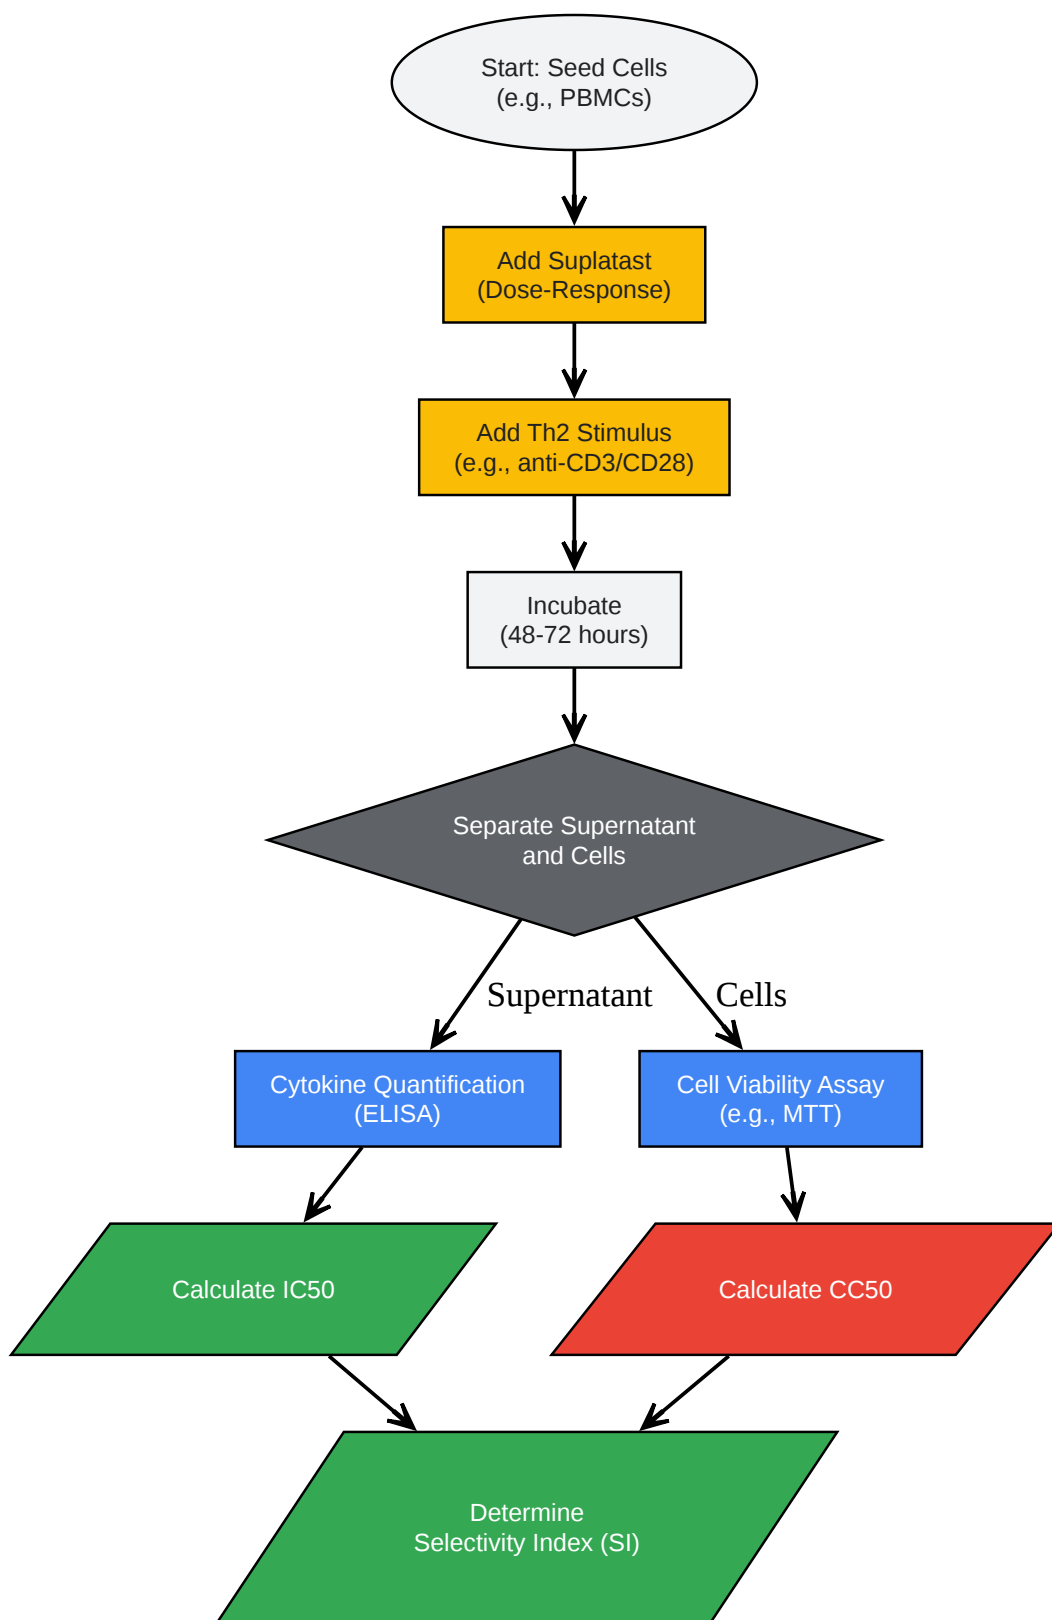 Start: Seed Cells
(e.g., PBMCs)
Add Suplatast
(Dose-Response)
Add Th2 Stimulus
(e.g., anti-CD3/CD28)
Incubate
(48-72 hours)
Separate Supernatant
and Cells
Supernatant
Cells
Cytokine Quantification
(ELISA)
Cell Viability Assay
(e.g., MTT)
Calculate IC50
Calculate CC50
Determine
Selectivity Index (SI)